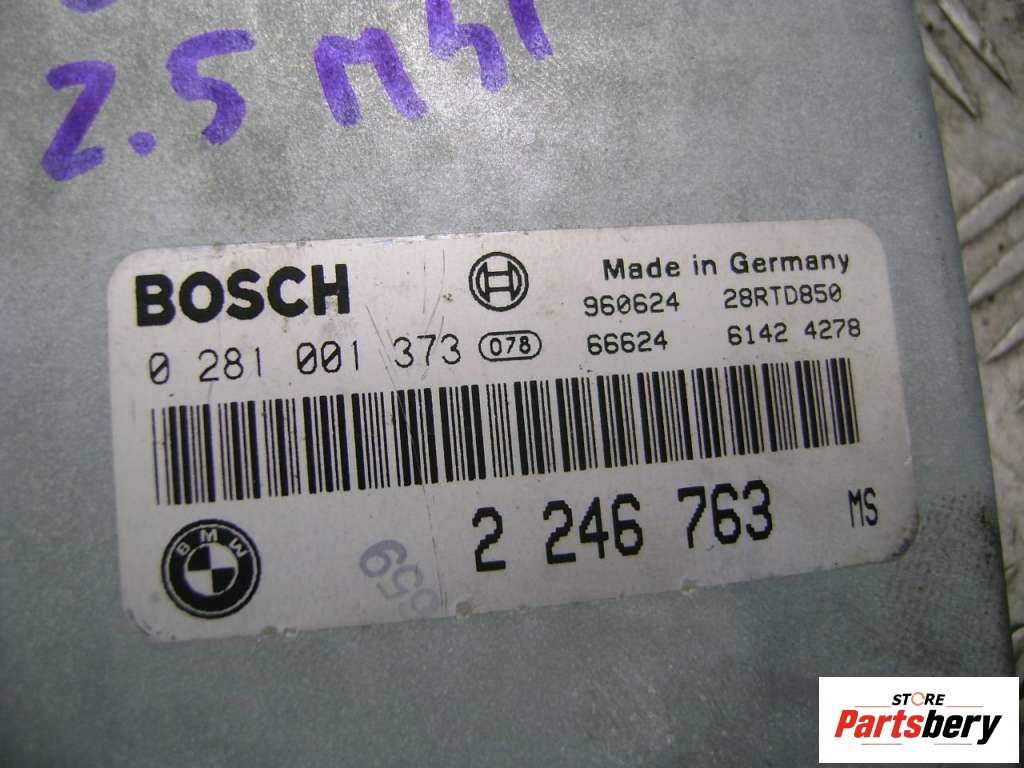 2.5 M51
BOSCH
Made in Germany
960624 28RTD850
0 281 001 373 078
66624 6142 4278
BMW
2 246 763 MS
659
STORE
Partsbery